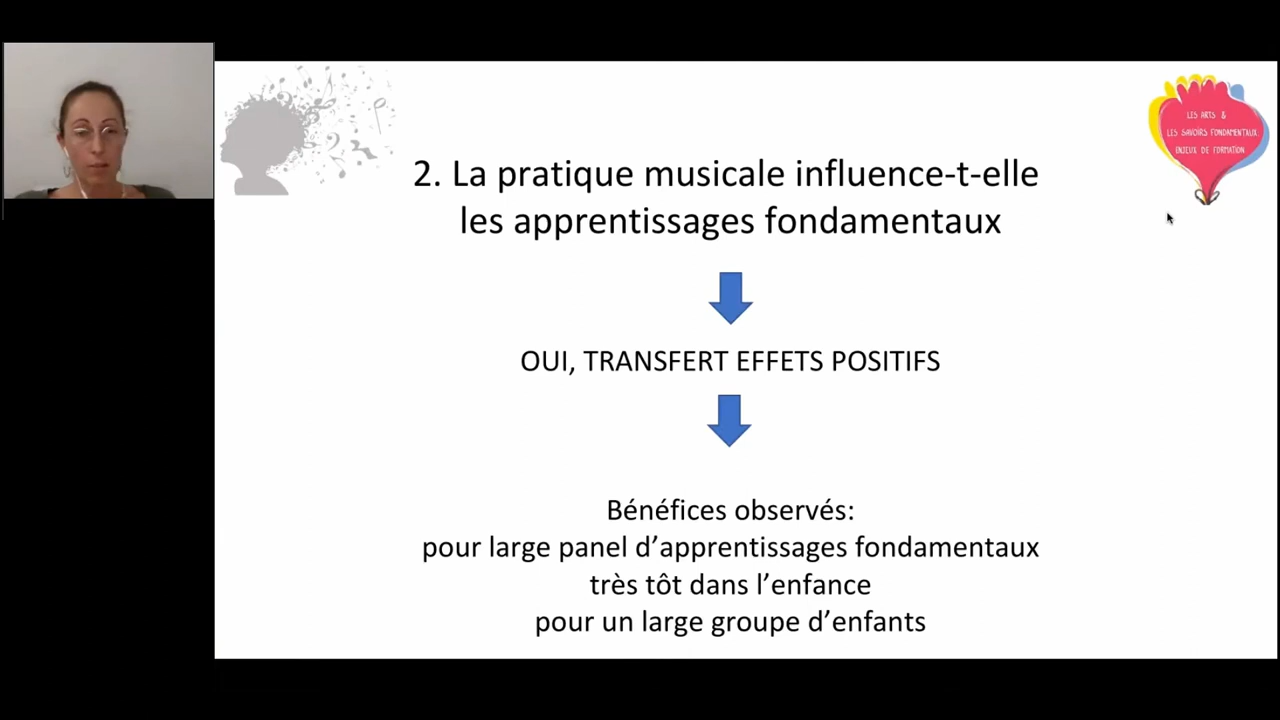 LES ARTS &
LES SAVOIRS FONDAMENTAUX
ENJEUX DE FORMATION
2. La pratique musicale influence-t-elle
les apprentissages fondamentaux
OUI, TRANSFERT EFFETS POSITIFS
Bénéfices observés:
pour large panel d’apprentissages fondamentaux
très tôt dans l’enfance
pour un large groupe d’enfants